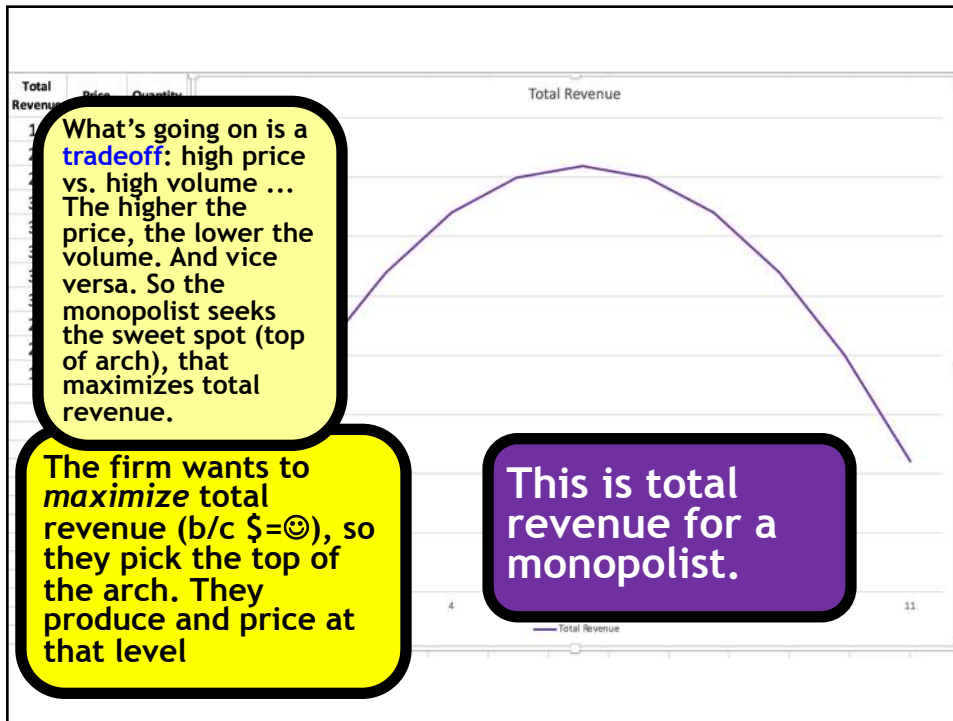 Total Revenue
Total
Revenue
Price
Quantity
What's going on is a
tradeoff: high price
vs. high volume ...
The higher the
price, the lower the
volume. And vice
versa. So the
monopolist seeks
the sweet spot (top
of arch), that
maximizes total
revenue.
The firm wants to
maximize total
revenue (b/c $=☺), so
they pick the top of
the arch. They
produce and price at
that level
This is total
revenue for a
monopolist.
4
11
Total Revenue